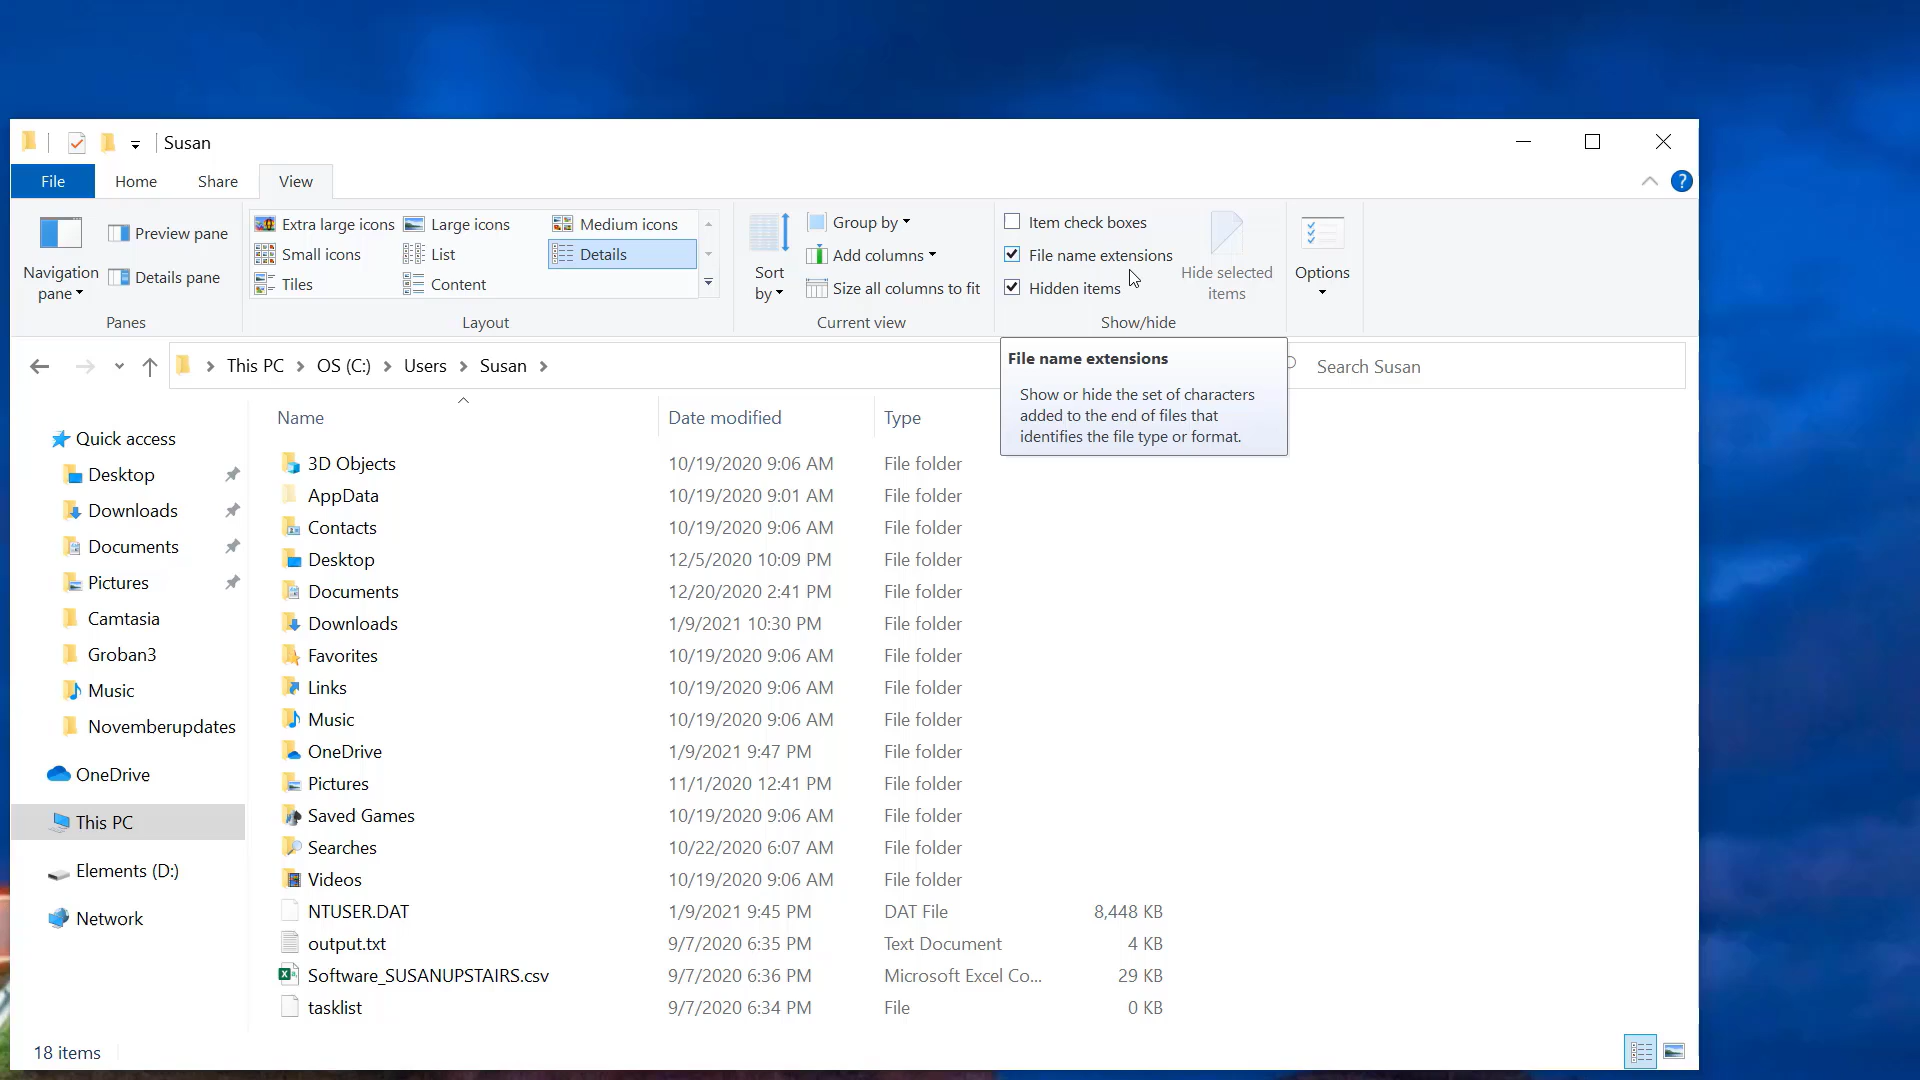 Susan
File Home Share View
Navigation pane
Preview pane
Details pane
Panes
Extra large icons Large icons Medium icons
Small icons List Details
Tiles Content
Layout
Sort by
Group by
Add columns
Size all columns to fit
Current view
Item check boxes
File name extensions
Hidden items
Hide selected items
Show/hide
Options
?
This PC > OS (C:) > Users > Susan >
Search Susan
File name extensions
Show or hide the set of characters
added to the end of files that
identifies the file type or format.
Quick access
Desktop
Downloads
Documents
Pictures
Camtasia
Groban3
Music
Novemberupdates
OneDrive
This PC
Elements (D:)
Network
Name Date modified Type
3D Objects 10/19/2020 9:06 AM File folder
AppData 10/19/2020 9:01 AM File folder
Contacts 10/19/2020 9:06 AM File folder
Desktop 12/5/2020 10:09 PM File folder
Documents 12/20/2020 2:41 PM File folder
Downloads 1/9/2021 10:30 PM File folder
Favorites 10/19/2020 9:06 AM File folder
Links 10/19/2020 9:06 AM File folder
Music 10/19/2020 9:06 AM File folder
OneDrive 1/9/2021 9:47 PM File folder
Pictures 11/1/2020 12:41 PM File folder
Saved Games 10/19/2020 9:06 AM File folder
Searches 10/22/2020 6:07 AM File folder
Videos 10/19/2020 9:06 AM File folder
NTUSER.DAT 1/9/2021 9:45 PM DAT File 8,448 KB
output.txt 9/7/2020 6:35 PM Text Document 4 KB
Software_SUSANUPSTAIRS.csv 9/7/2020 6:36 PM Microsoft Excel Co... 29 KB
tasklist 9/7/2020 6:34 PM File 0 KB
18 items